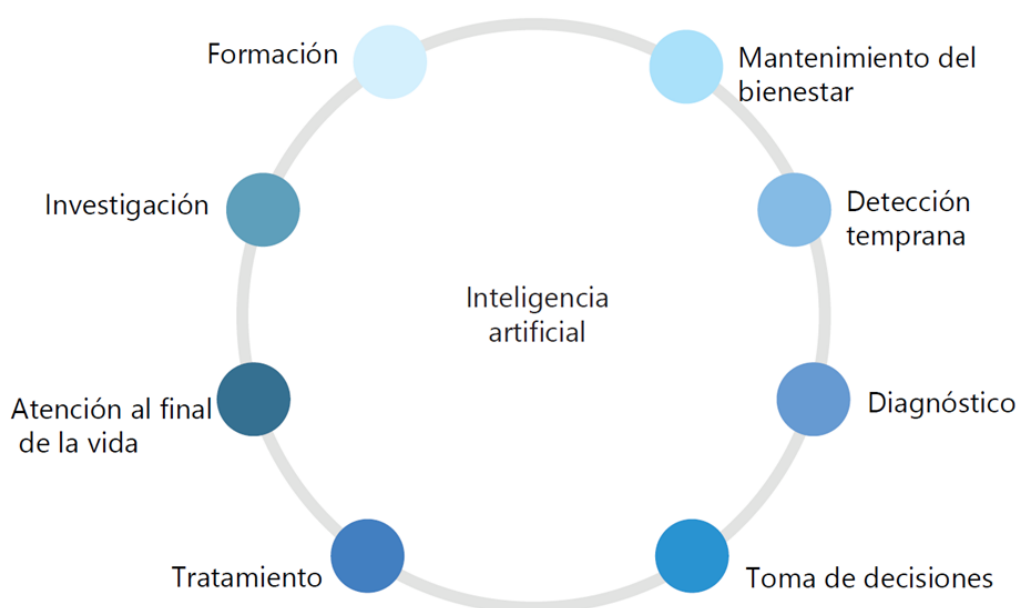 Formación
Mantenimiento del
bienestar
Investigación
Detección
temprana
Inteligencia
artificial
Atención al final
de la vida
Diagnóstico
Tratamiento
Toma de decisiones